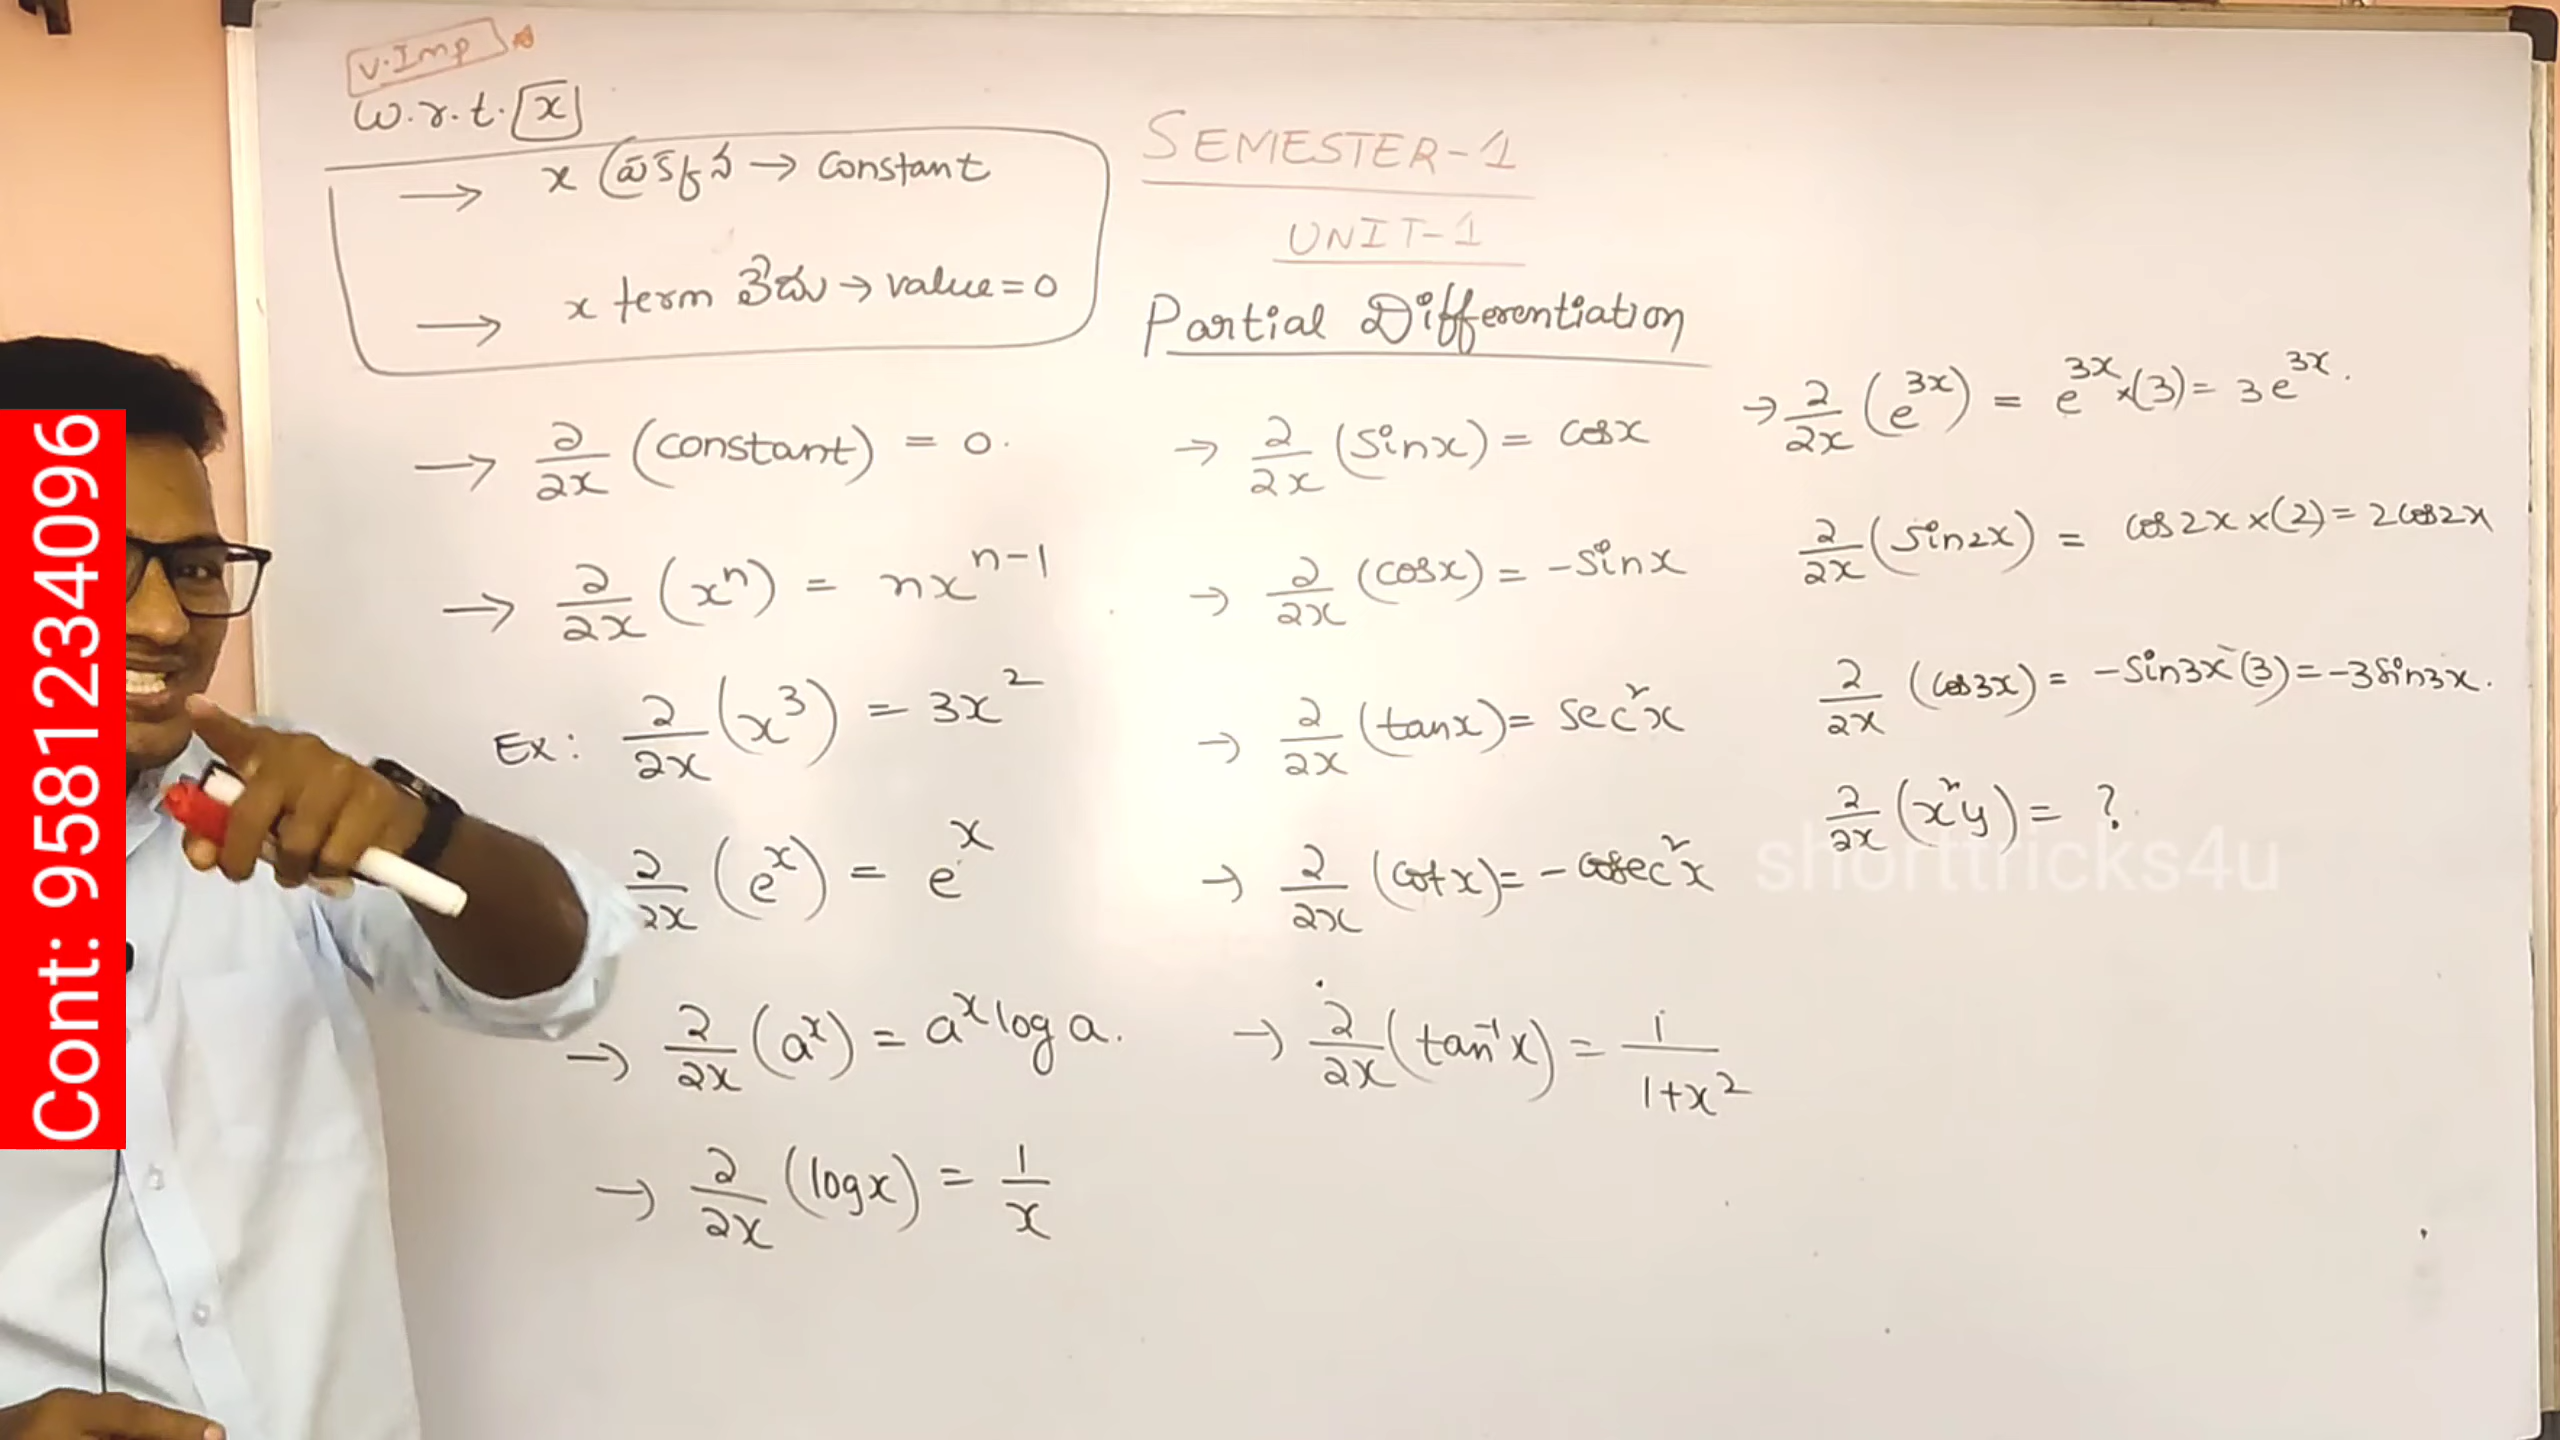 V.Imp
w.r.t. x
→ x ప్రక్కన → constant
→ x term లేదు → value = 0
SEMESTER-1
UNIT-1
Partial Differentiation
→ ∂/∂x (constant) = 0.
→ ∂/∂x (xⁿ) = nxⁿ⁻¹
Ex: ∂/∂x (x³) = 3x²
∂/∂x (eˣ) = eˣ
→ ∂/∂x (aˣ) = aˣ log a.
→ ∂/∂x (log x) = 1/x
→ ∂/∂x (sin x) = cos x
→ ∂/∂x (cos x) = -sin x
→ ∂/∂x (tan x) = sec²x
→ ∂/∂x (cot x) = -cosec²x
→ ∂/∂x (tan⁻¹x) = 1/(1+x²)
→ ∂/∂x (e³ˣ) = e³ˣ×(3) = 3e³ˣ.
∂/∂x (sin2x) = cos2x×(2) = 2cos2x
∂/∂x (cos3x) = -sin3x(3) = -3sin3x.
∂/∂x (x²y) = ?
shorttricks4u
Cont: 9581234096